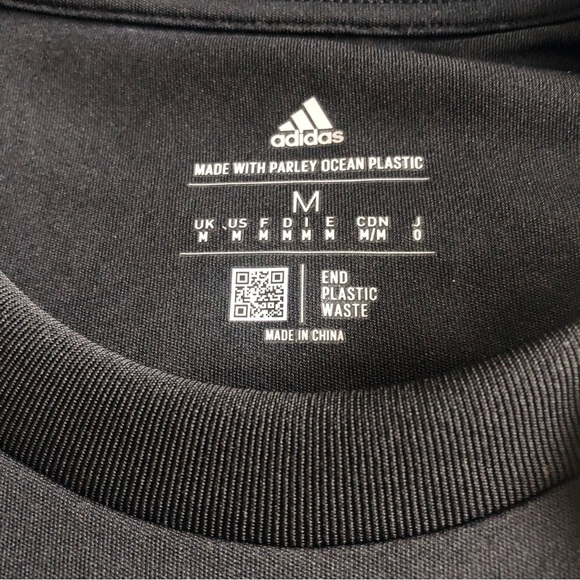 adidas
MADE WITH PARLEY OCEAN PLASTIC
M
UK US F D I E CDN J
M M M M M M M/M O
END
PLASTIC
WASTE
MADE IN CHINA